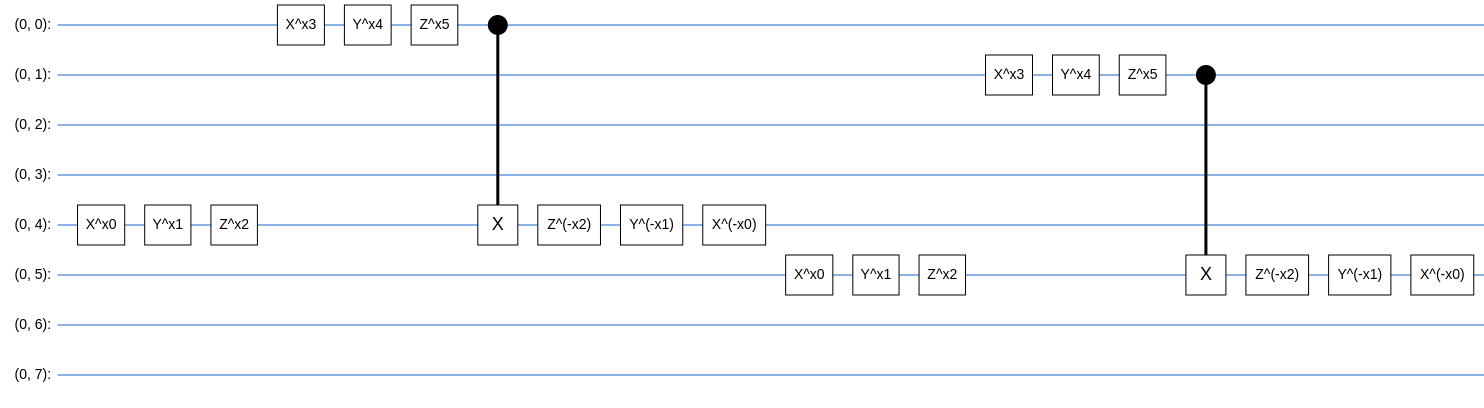 (0, 0): X^x3 Y^x4 Z^x5
(0, 1): X^x3 Y^x4 Z^x5
(0, 2):
(0, 3):
(0, 4): X^x0 Y^x1 Z^x2 X Z^(-x2) Y^(-x1) X^(-x0)
(0, 5): X^x0 Y^x1 Z^x2 X Z^(-x2) Y^(-x1) X^(-x0)
(0, 6):
(0, 7):